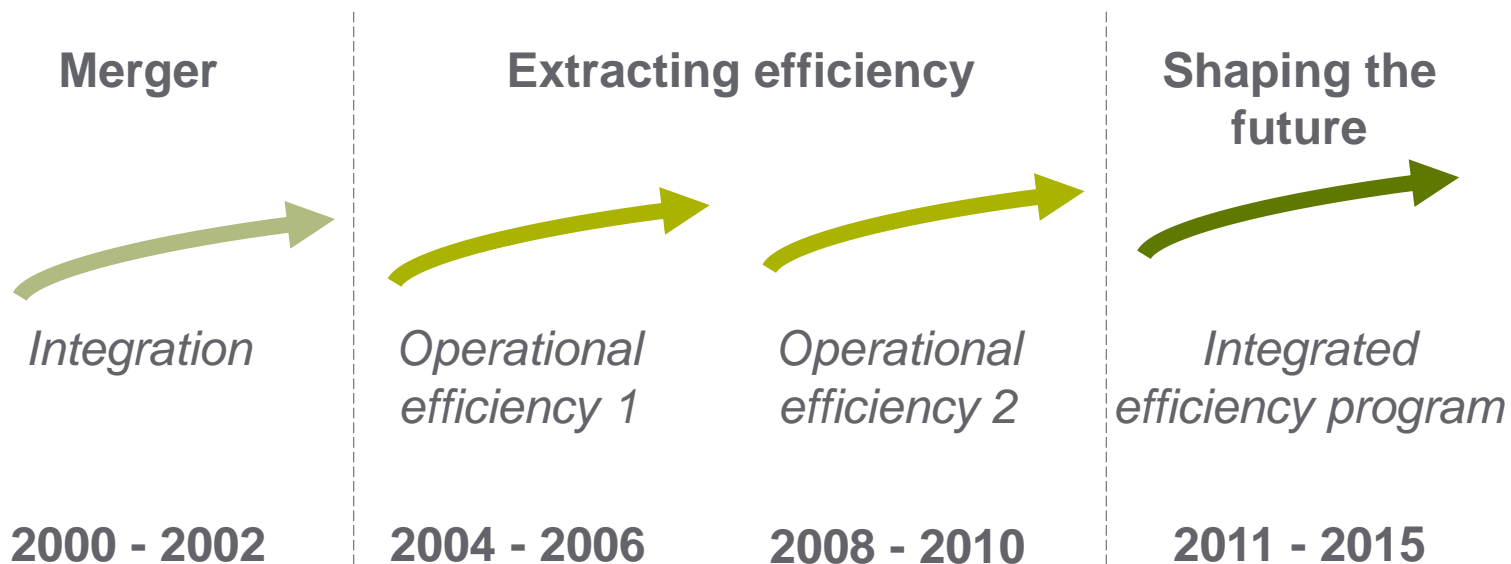 Merger
Extracting efficiency
Shaping the
future
Integration
Operational
efficiency 1
Operational
efficiency 2
Integrated
efficiency program
2000 - 2002
2004 - 2006
2008 - 2010
2011 - 2015